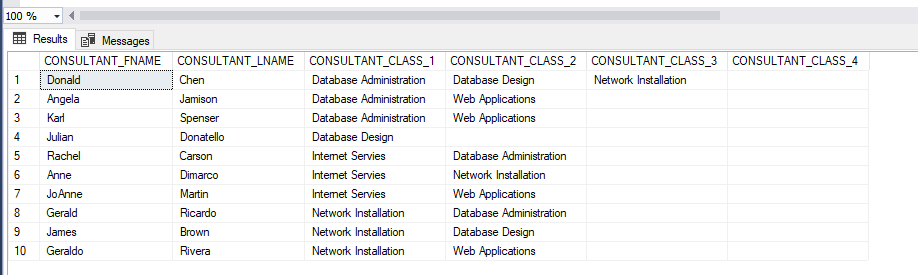 100 %
Results Messages
CONSULTANT_FNAME CONSULTANT_LNAME CONSULTANT_CLASS_1 CONSULTANT_CLASS_2 CONSULTANT_CLASS_3 CONSULTANT_CLASS_4
1 Donald Chen Database Administration Database Design Network Installation
2 Angela Jamison Database Administration Web Applications
3 Karl Spenser Database Administration Web Applications
4 Julian Donatello Database Design
5 Rachel Carson Internet Servies Database Administration
6 Anne Dimarco Internet Servies Network Installation
7 JoAnne Martin Internet Servies Web Applications
8 Gerald Ricardo Network Installation Database Administration
9 James Brown Network Installation Database Design
10 Geraldo Rivera Network Installation Web Applications